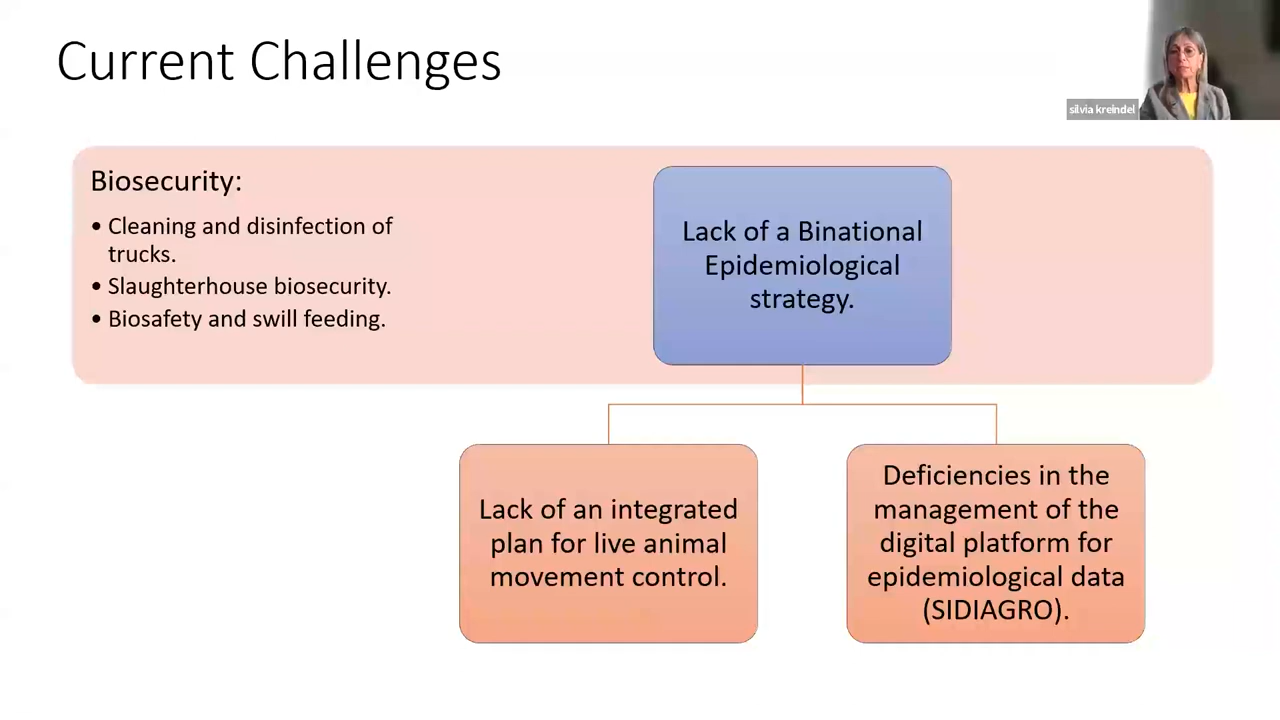 Current Challenges
silvia kreindel
Biosecurity:
• Cleaning and disinfection of
trucks.
• Slaughterhouse biosecurity.
• Biosafety and swill feeding.
Lack of a Binational
Epidemiological
strategy.
Lack of an integrated
plan for live animal
movement control.
Deficiencies in the
management of the
digital platform for
epidemiological data
(SIDIAGRO).